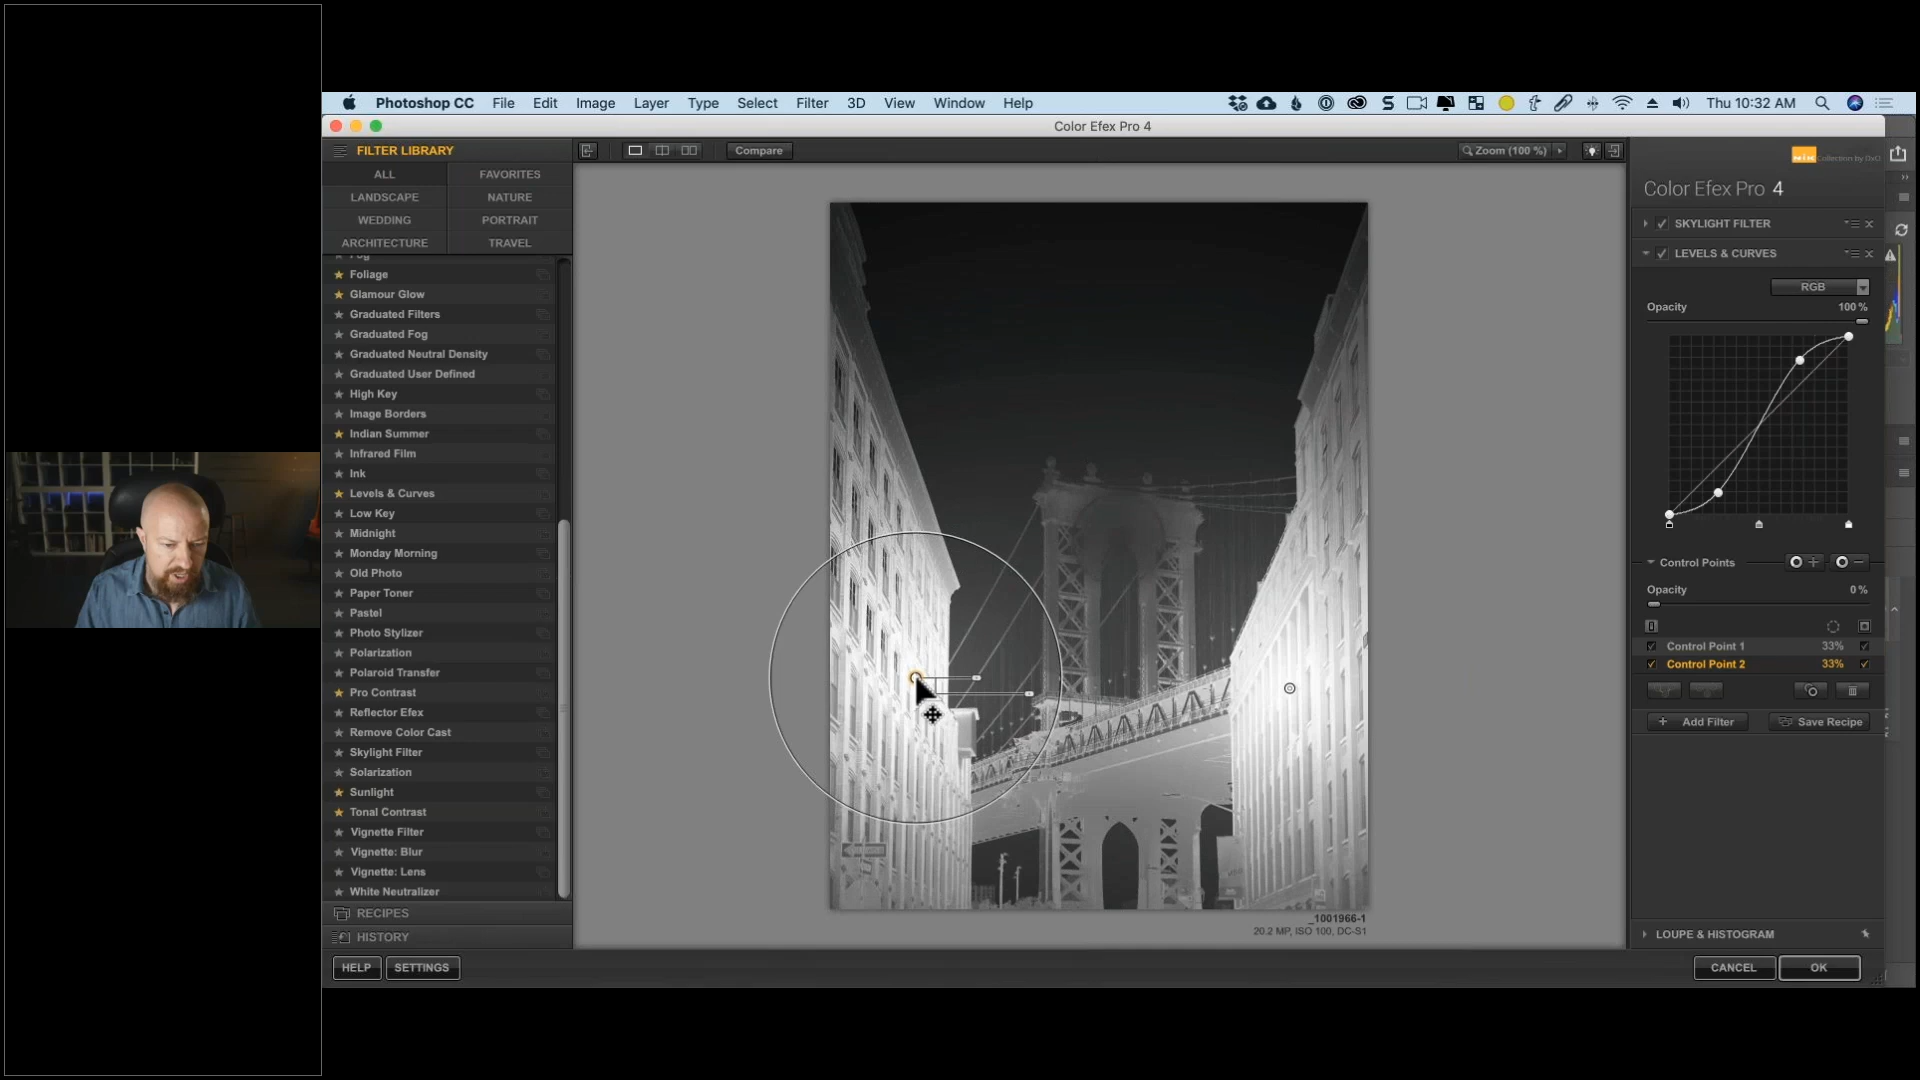 Photoshop CC File Edit Image Layer Type Select Filter 3D View Window Help Thu 10:32 AM
Color Efex Pro 4
FILTER LIBRARY
ALL FAVORITES
LANDSCAPE NATURE
WEDDING PORTRAIT
ARCHITECTURE TRAVEL
Fog
Foliage
Glamour Glow
Graduated Filters
Graduated Fog
Graduated Neutral Density
Graduated User Defined
High Key
Image Borders
Indian Summer
Infrared Film
Ink
Levels & Curves
Low Key
Midnight
Monday Morning
Old Photo
Paper Toner
Pastel
Photo Stylizer
Polarization
Polaroid Transfer
Pro Contrast
Reflector Efex
Remove Color Cast
Skylight Filter
Solarization
Sunlight
Tonal Contrast
Vignette Filter
Vignette: Blur
Vignette: Lens
White Neutralizer
RECIPES
HISTORY
HELP SETTINGS
Compare
Zoom (100 %)
_1001966-1
20.2 MP, ISO 100, DC-S1
nik Collection by DxO
Color Efex Pro 4
SKYLIGHT FILTER
LEVELS & CURVES
RGB
Opacity 100 %
Control Points
Opacity 0 %
Control Point 1 33%
Control Point 2 33%
Add Filter Save Recipe
LOUPE & HISTOGRAM
CANCEL OK